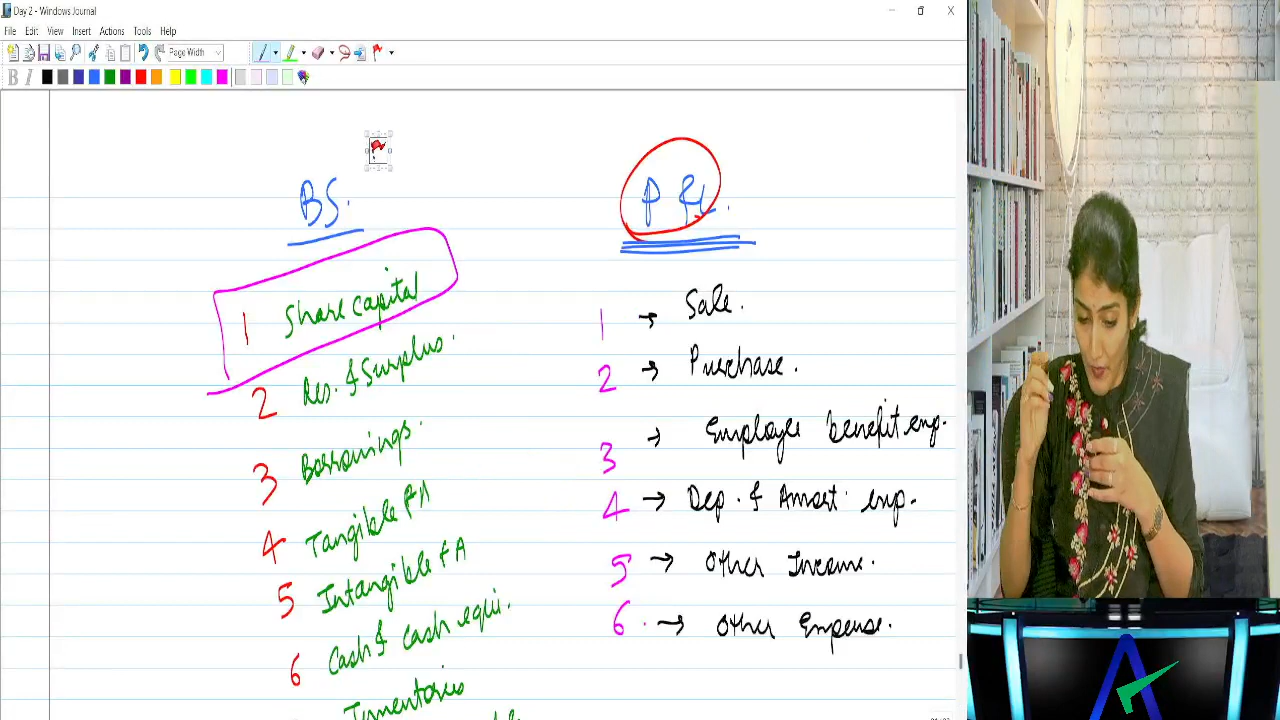 Day 2 - Windows Journal
File Edit View Insert Actions Tools Help
Page Width
B I
BS.
1 Share capital
2 Res. & Surplus.
3 Borrowings.
4 Tangible FA
5 Intangible FA
6 Cash & cash equi.
Inventories
P & L.
1 → Sale.
2 → Purchase.
3 → Employee benefit exp.
4 → Dep. & Amort. exp.
5 → Other Income.
6 → Other Expense.